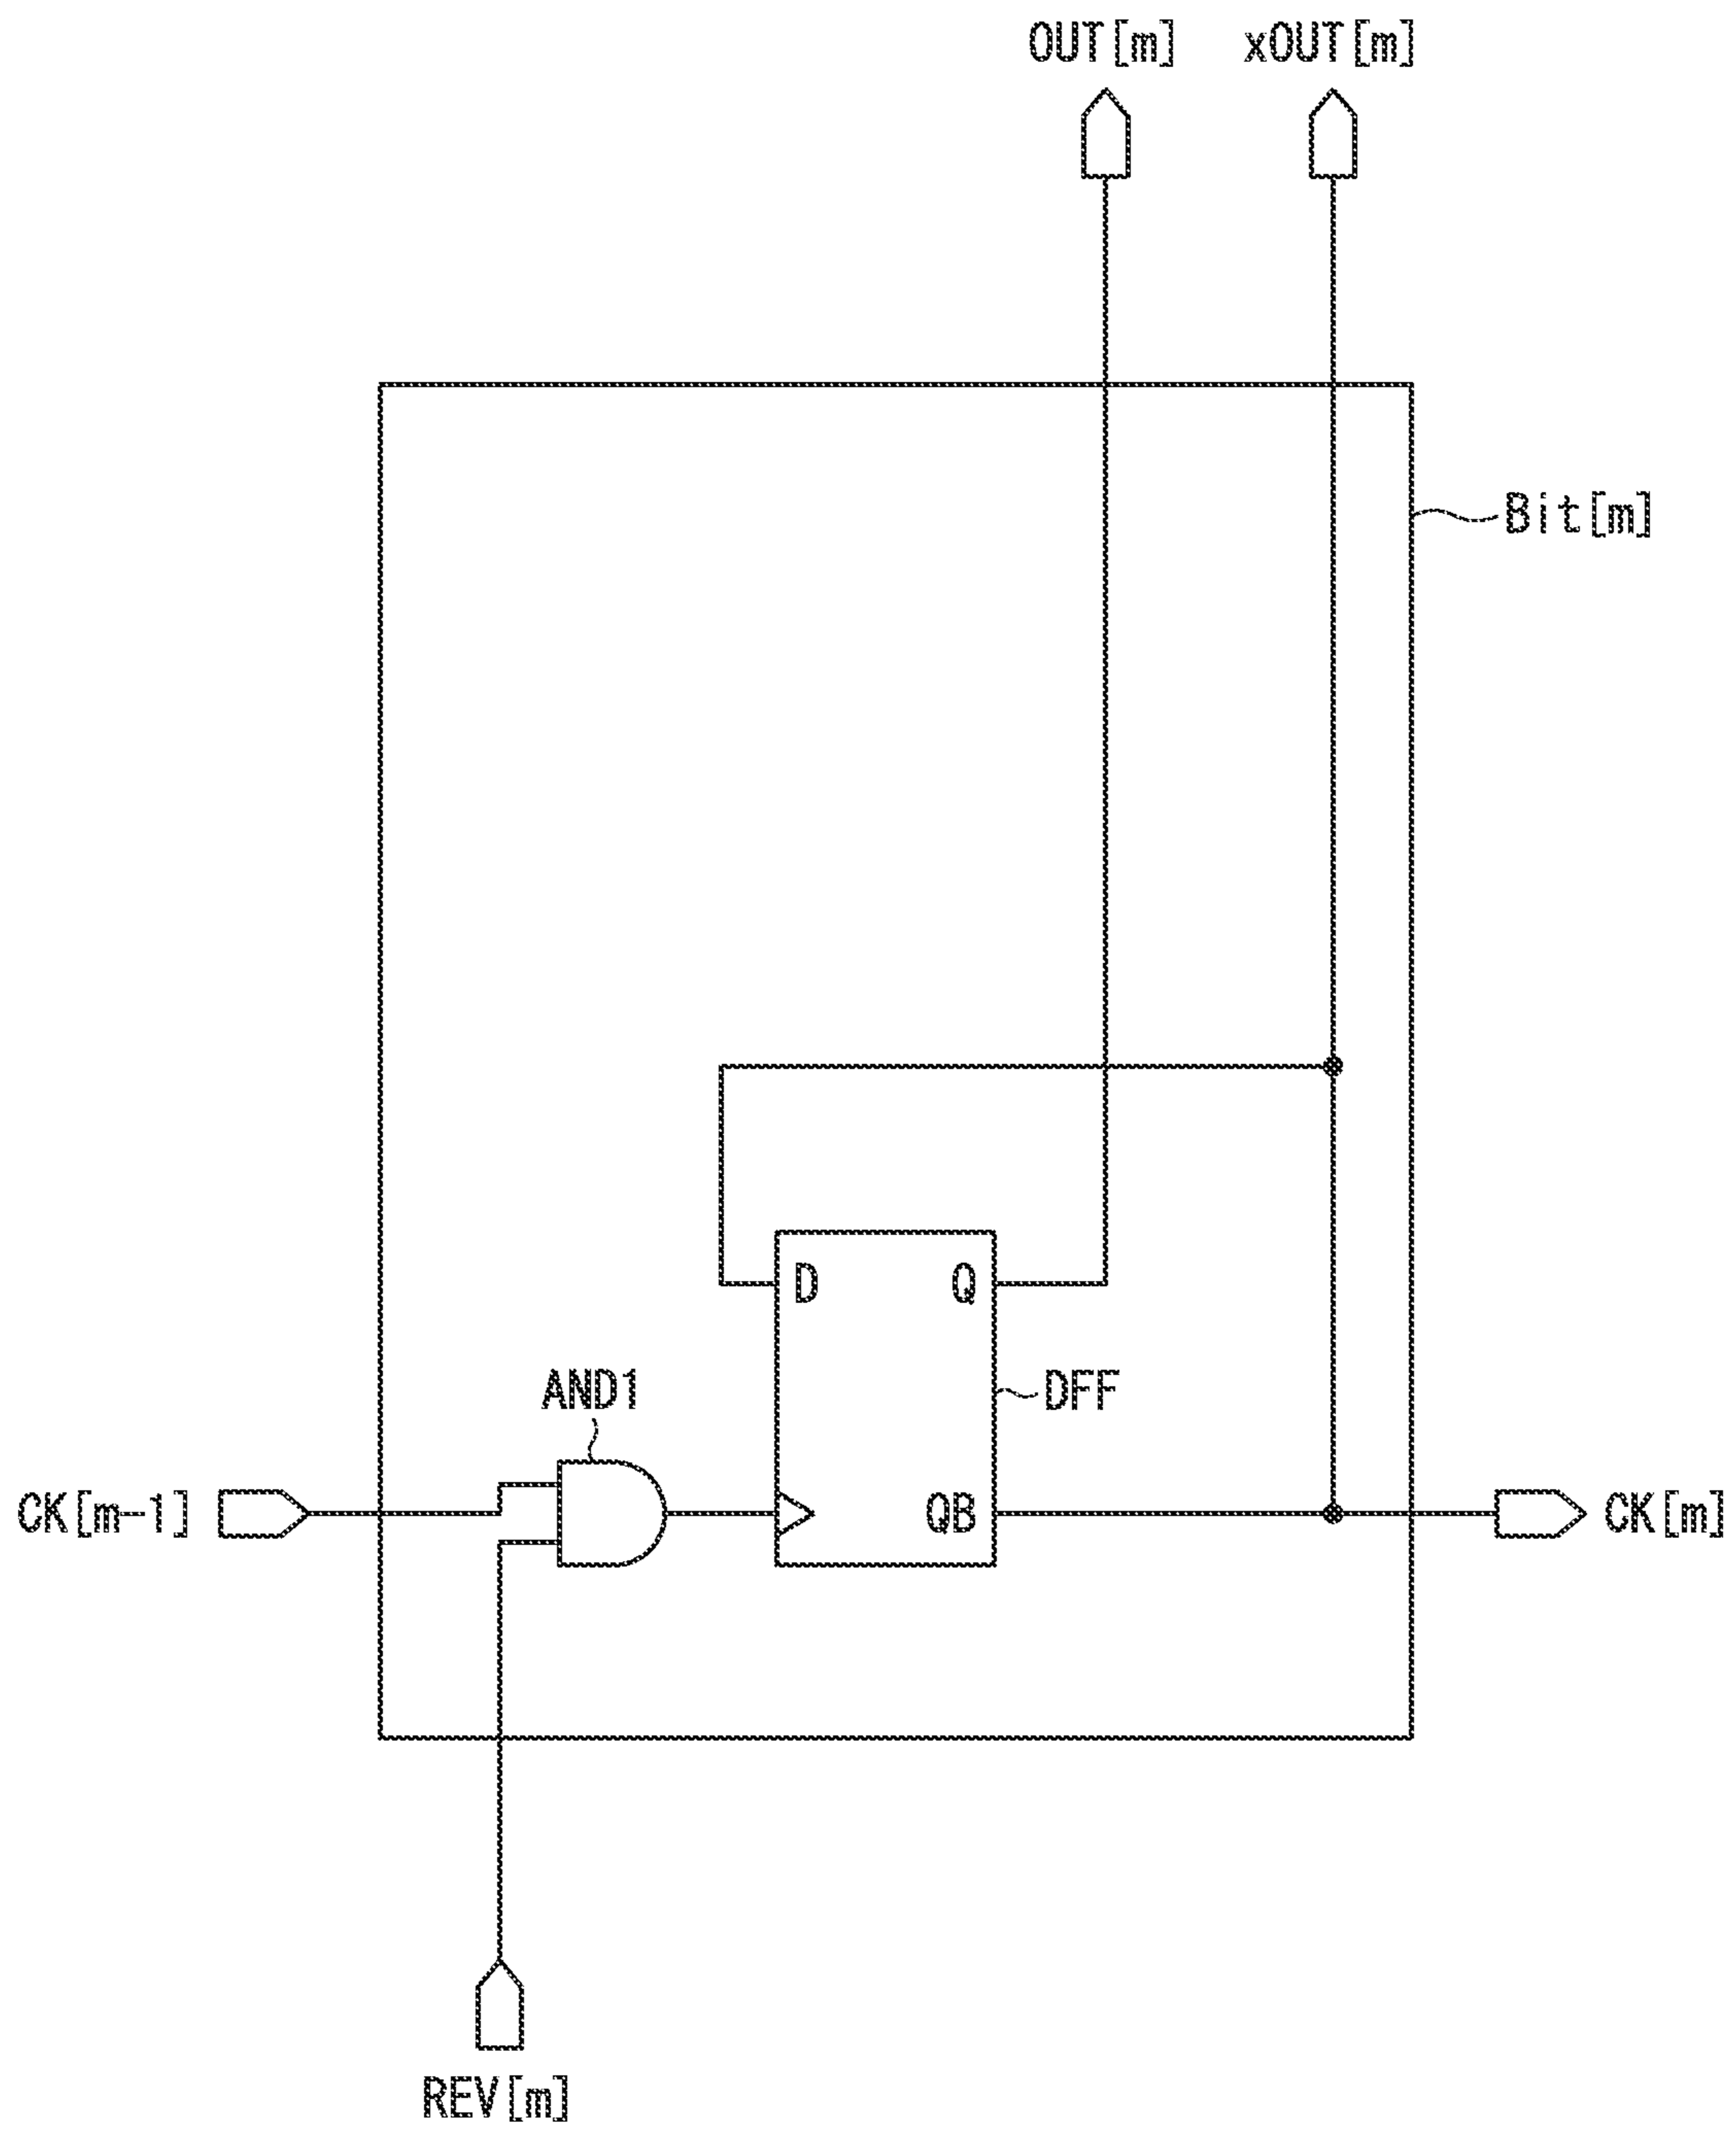 OUT[m] xOUT[m]
Bit[m]
D Q
AND1 DFF
CK[m-1] QB CK[m]
REV[m]